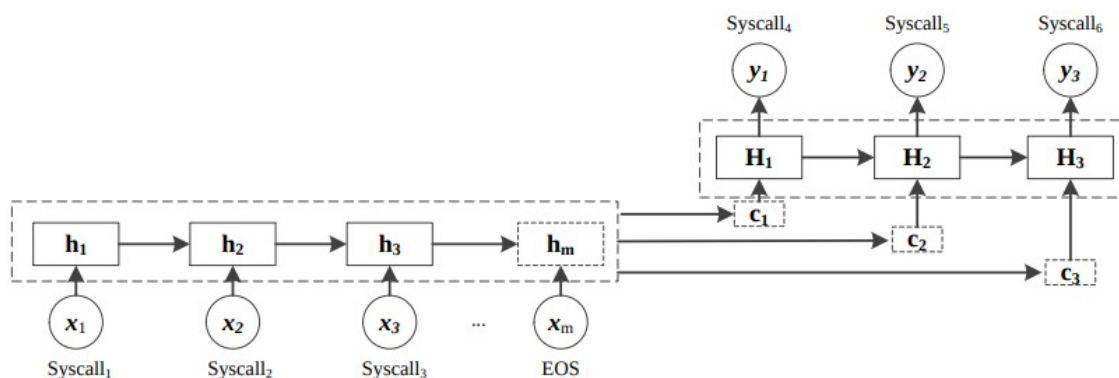 Syscall₄ Syscall₅ Syscall₆
y₁ y₂ y₃
H₁ H₂ H₃
c₁
c₂
c₃
h₁ h₂ h₃ hₘ
x₁ x₂ x₃ ... xₘ
Syscall₁ Syscall₂ Syscall₃ EOS